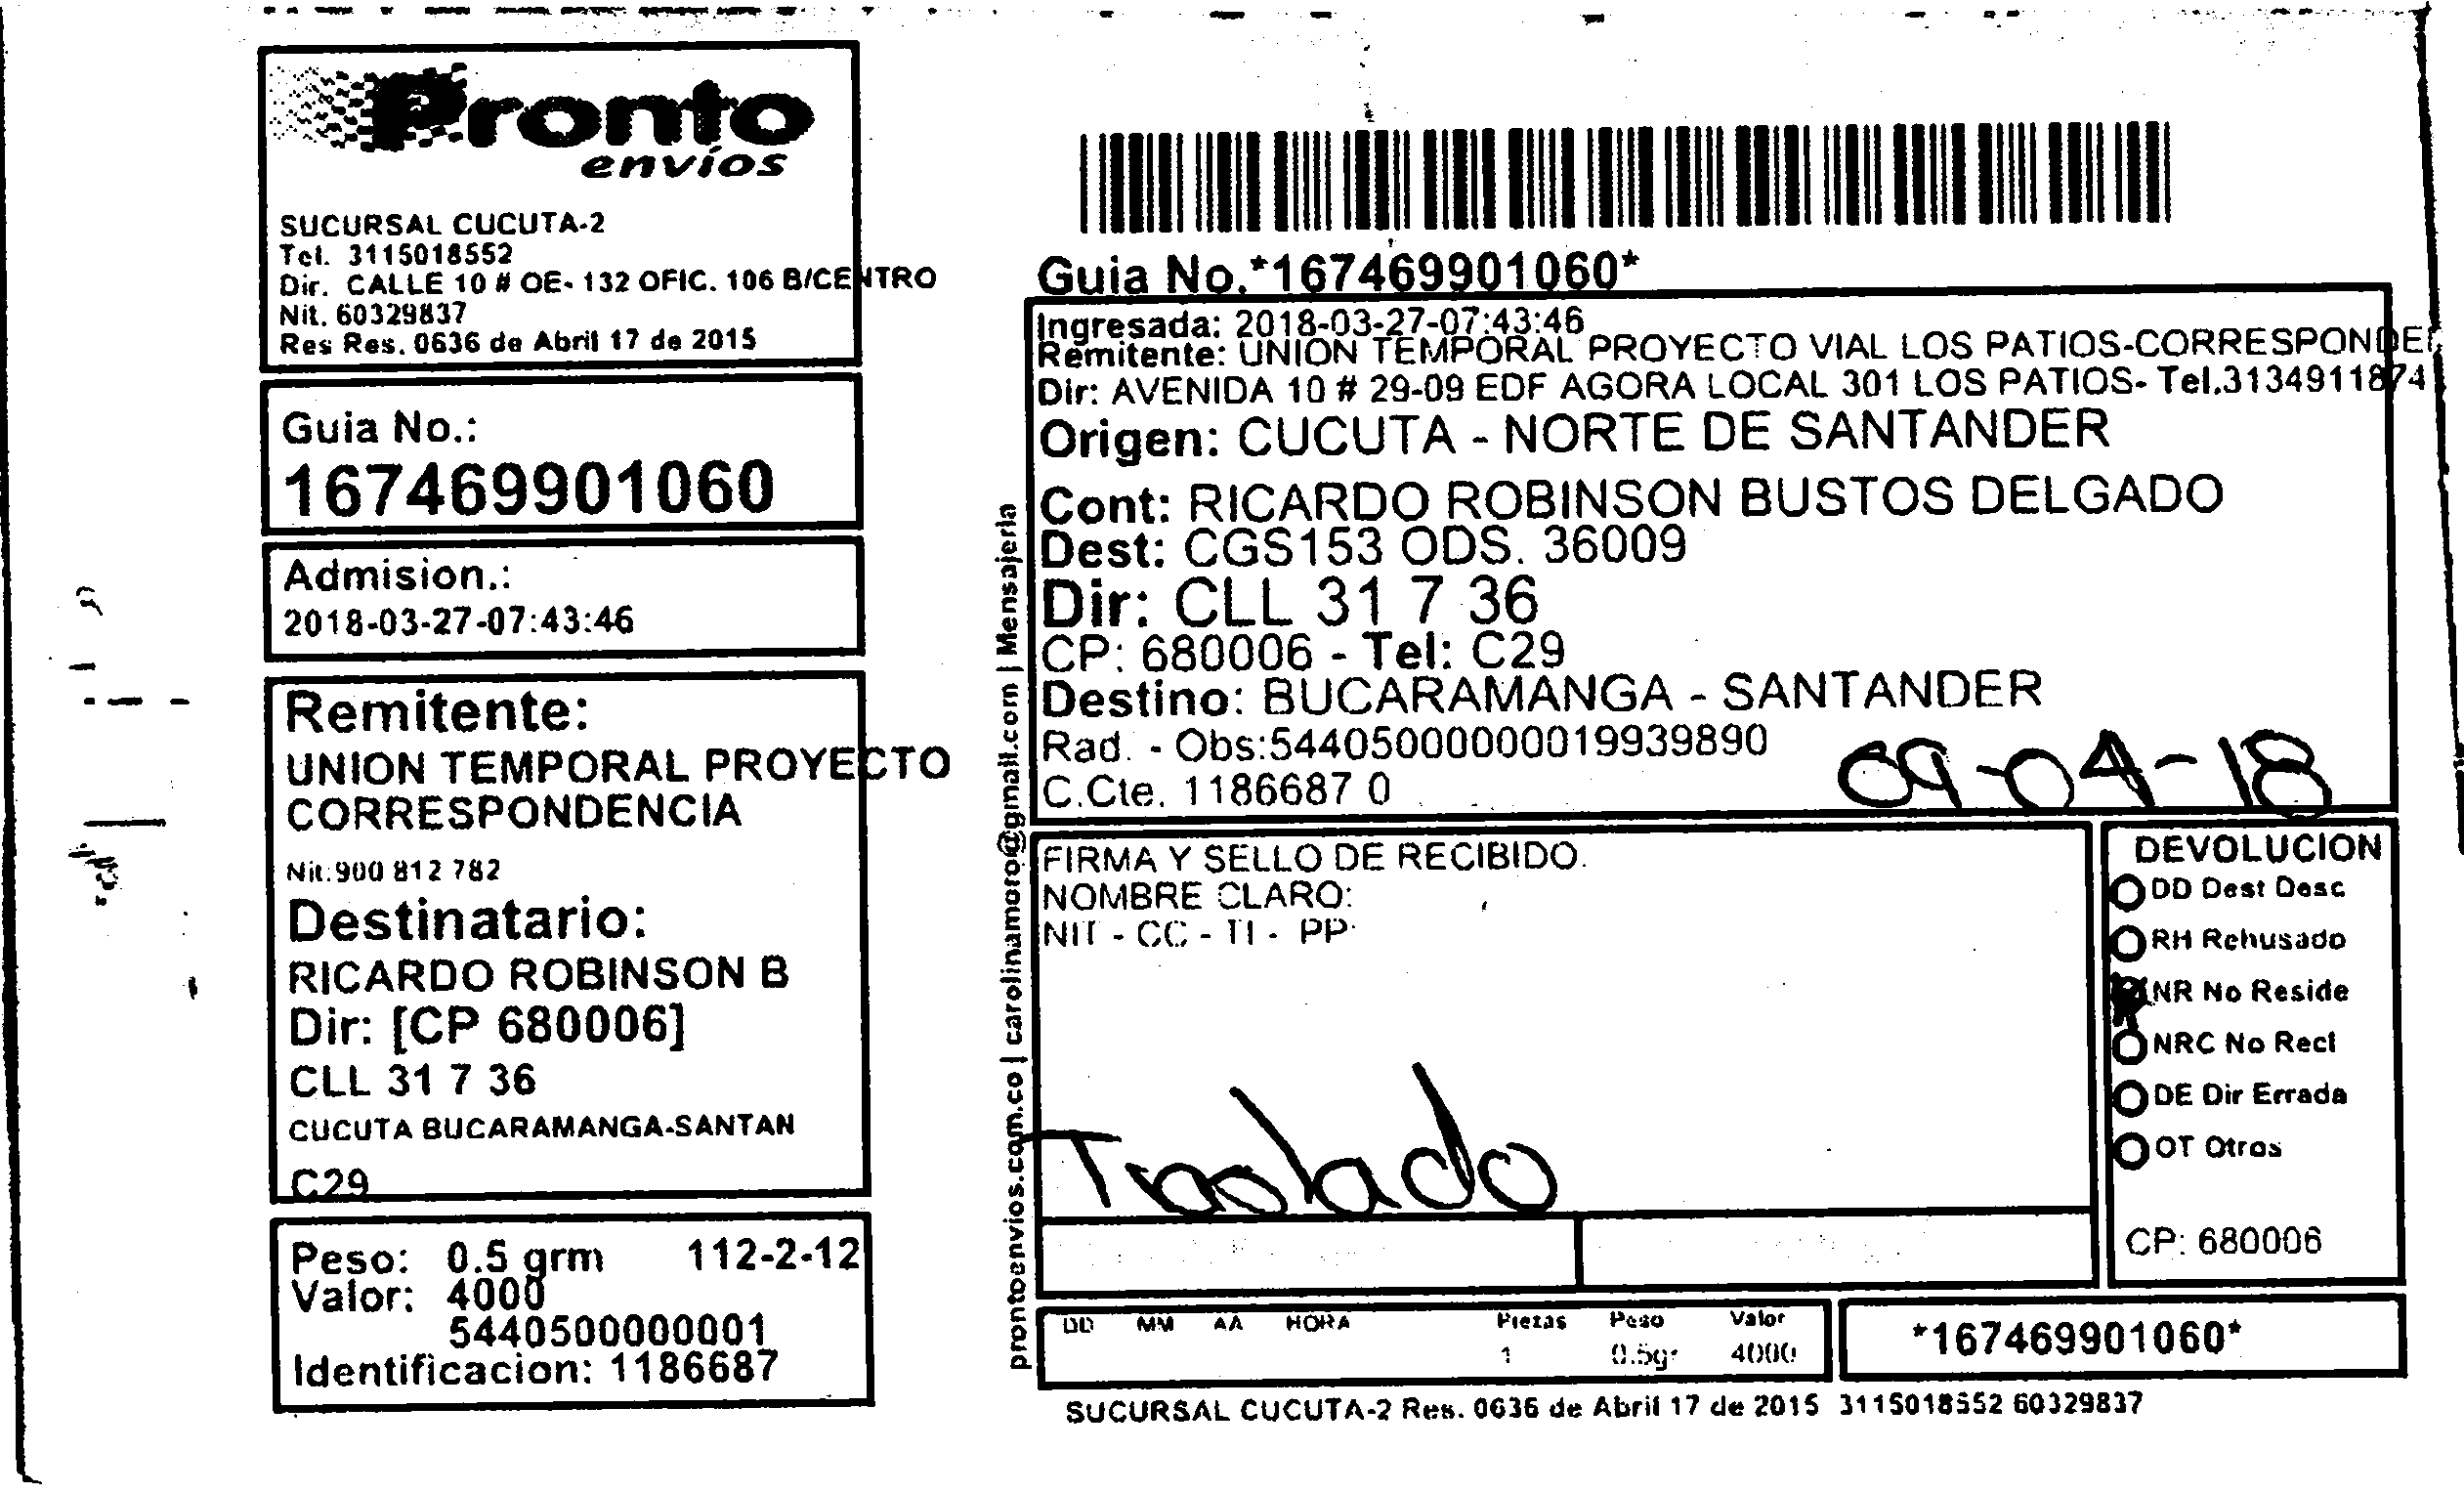 Pronto
envíos
SUCURSAL CUCUTA-2
Tel. 3115018552
Dir. CALLE 10 # OE- 132 OFIC. 106 B/CENTRO
Nit. 60329837
Res Res. 0636 de Abril 17 de 2015
Guia No.:
167469901060
Admision.:
2018-03-27-07:43:46
Remitente:
UNION TEMPORAL PROYECTO
CORRESPONDENCIA
Nit:900 812 782
Destinatario:
RICARDO ROBINSON B
Dir: [CP 680006]
CLL 31 7 36
CUCUTA BUCARAMANGA-SANTAN
C29
Peso: 0.5 grm 112-2-12
Valor: 4000
5440500000001
Identificacion: 1186687
prontoenvios.com.co | carolinamoro@gmail.com | Mensajeria
Guia No.*167469901060*
Ingresada: 2018-03-27-07:43:46
Remitente: UNION TEMPORAL PROYECTO VIAL LOS PATIOS-CORRESPONDEN
Dir: AVENIDA 10 # 29-09 EDF AGORA LOCAL 301 LOS PATIOS- Tel.3134911874
Origen: CUCUTA - NORTE DE SANTANDER
Cont: RICARDO ROBINSON BUSTOS DELGADO
Dest: CGS153 ODS. 36009
Dir: CLL 31 7 36
CP: 680006 - Tel: C29
Destino: BUCARAMANGA - SANTANDER
Rad. - Obs:544050000000019939890
C.Cte. 1186687 0
09-04-18
FIRMA Y SELLO DE RECIBIDO.
NOMBRE CLARO:
NIT - CC - TI - PP
Traslado
DEVOLUCION
DD Dest Desc
RH Rehusado
NR No Reside
NRC No Recl
DE Dir Errada
OT Otros
CP: 680006
DD MM AA HORA Piezas Peso Valor
1 0.5gr 4000
*167469901060*
SUCURSAL CUCUTA-2 Res. 0636 de Abril 17 de 2015 3115018552 60329837